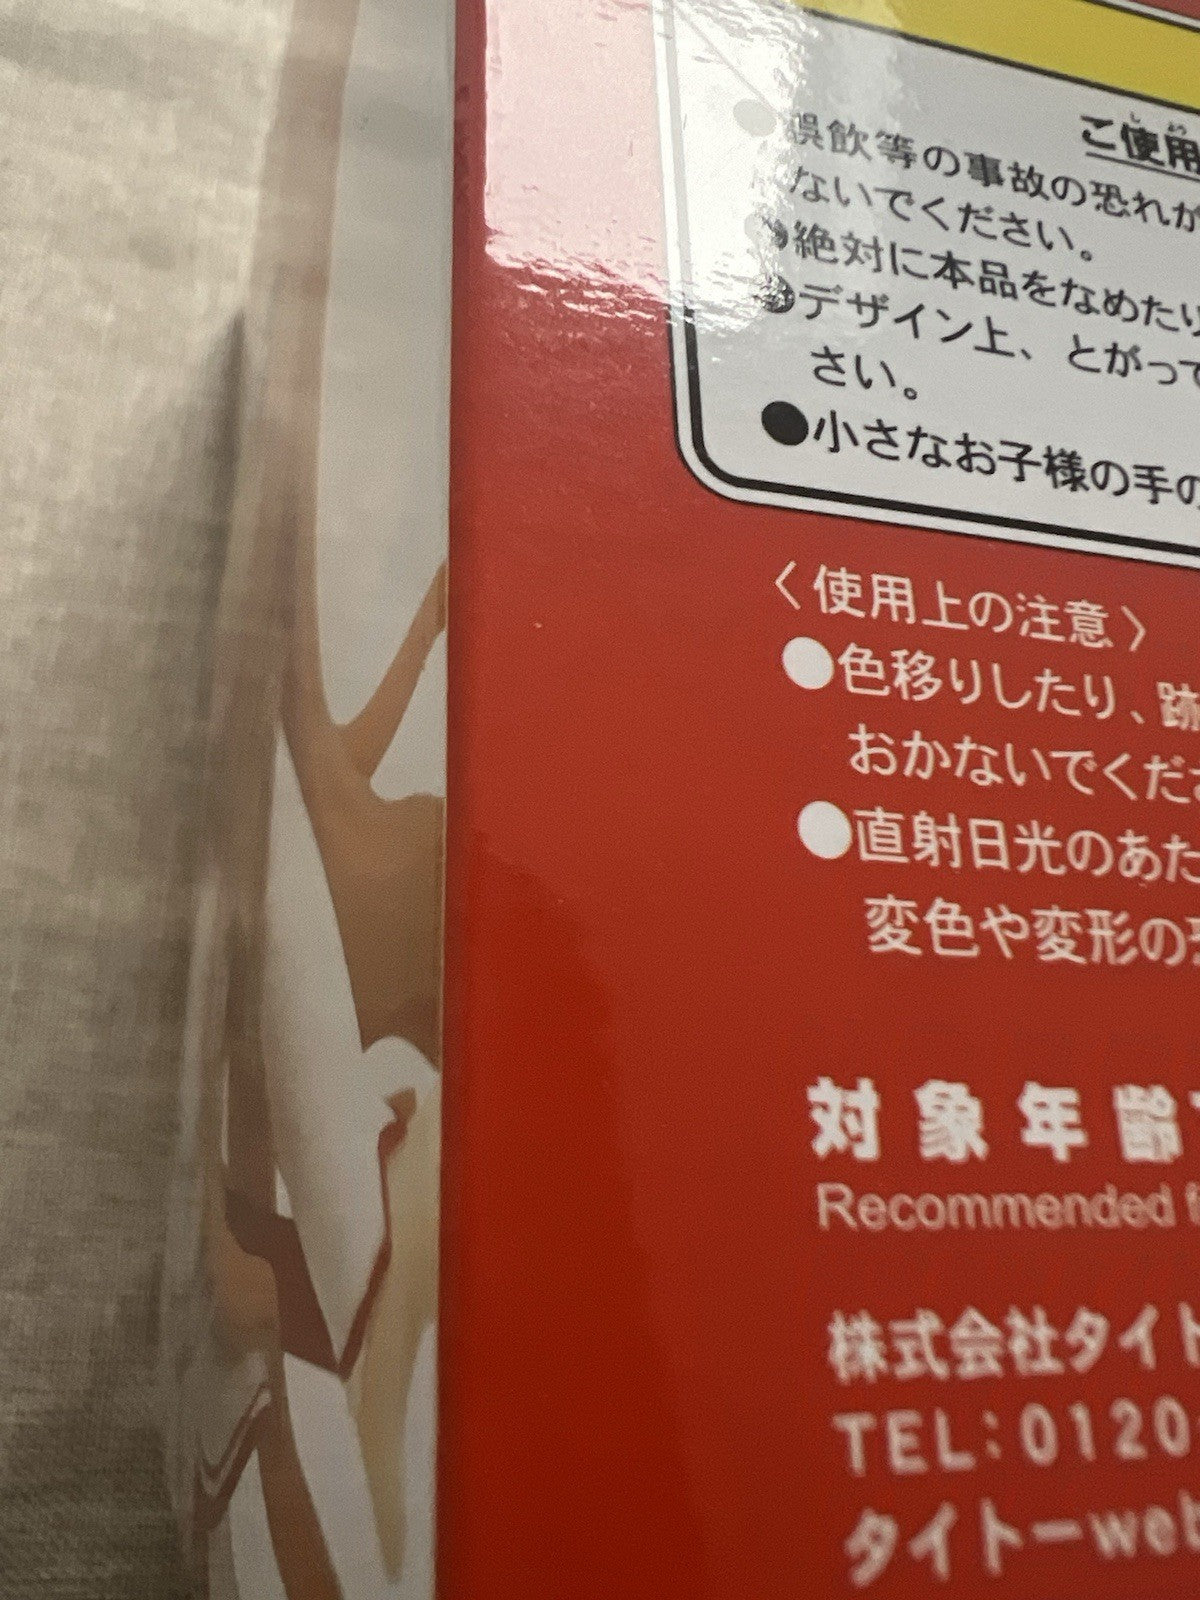 ご使用
誤飲等の事故の恐れが
ないでください。
●絶対に本品をなめたり
●デザイン上、とがって
さい。
●小さなお子様の手の
〈使用上の注意〉
●色移りしたり、跡
おかないでくださ
●直射日光のあた
変色や変形の
対象年齢
Recommended f
株式会社タイト
TEL:0120
タイトーweb